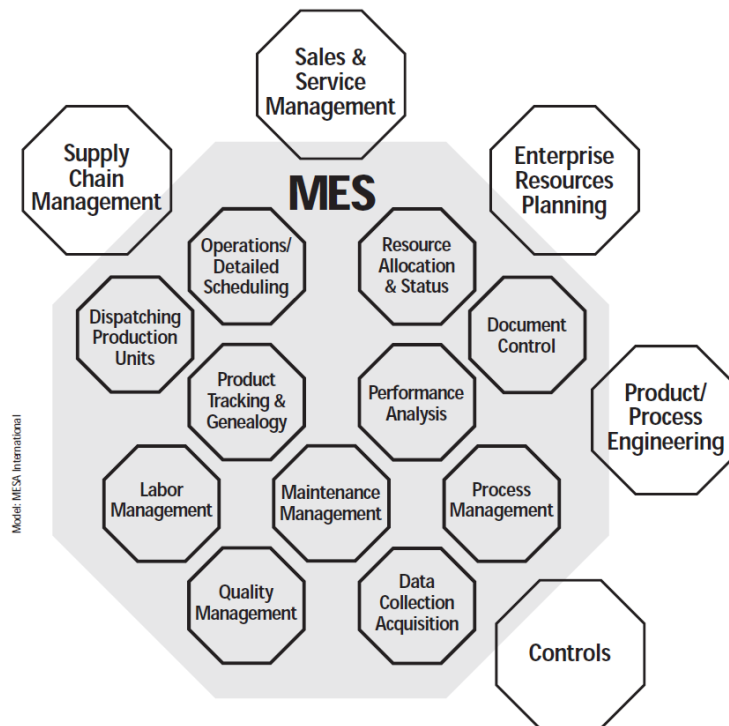 Sales &
Service
Management
Supply
Chain
Management
Enterprise
Resources
Planning
MES
Operations/
Detailed
Scheduling
Resource
Allocation
& Status
Dispatching
Production
Units
Document
Control
Product
Tracking &
Genealogy
Performance
Analysis
Product/
Process
Engineering
Model: MESA International
Labor
Management
Maintenance
Management
Process
Management
Quality
Management
Data
Collection
Acquisition
Controls